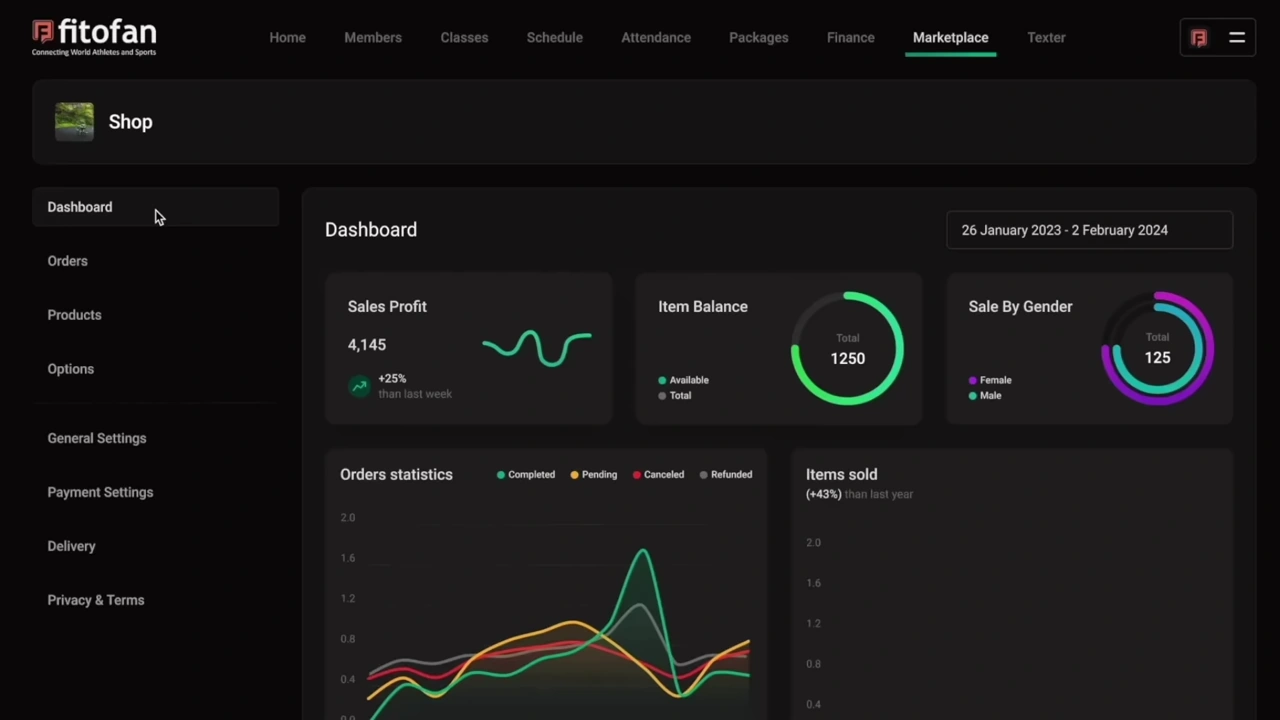 fitofan
Connecting World Athletes and Sports
Home
Members
Classes
Schedule
Attendance
Packages
Finance
Marketplace
Texter
Shop
Dashboard
Orders
Products
Options
General Settings
Payment Settings
Delivery
Privacy & Terms
Dashboard
26 January 2023 - 2 February 2024
Sales Profit
4,145
+25%
than last week
Item Balance
Available
Total
Total
1250
Sale By Gender
Female
Male
Total
125
Orders statistics
Completed
Pending
Canceled
Refunded
2.0
1.6
1.2
0.8
0.4
0.0
Items sold
(+43%) than last year
2.0
1.6
1.2
0.8
0.4